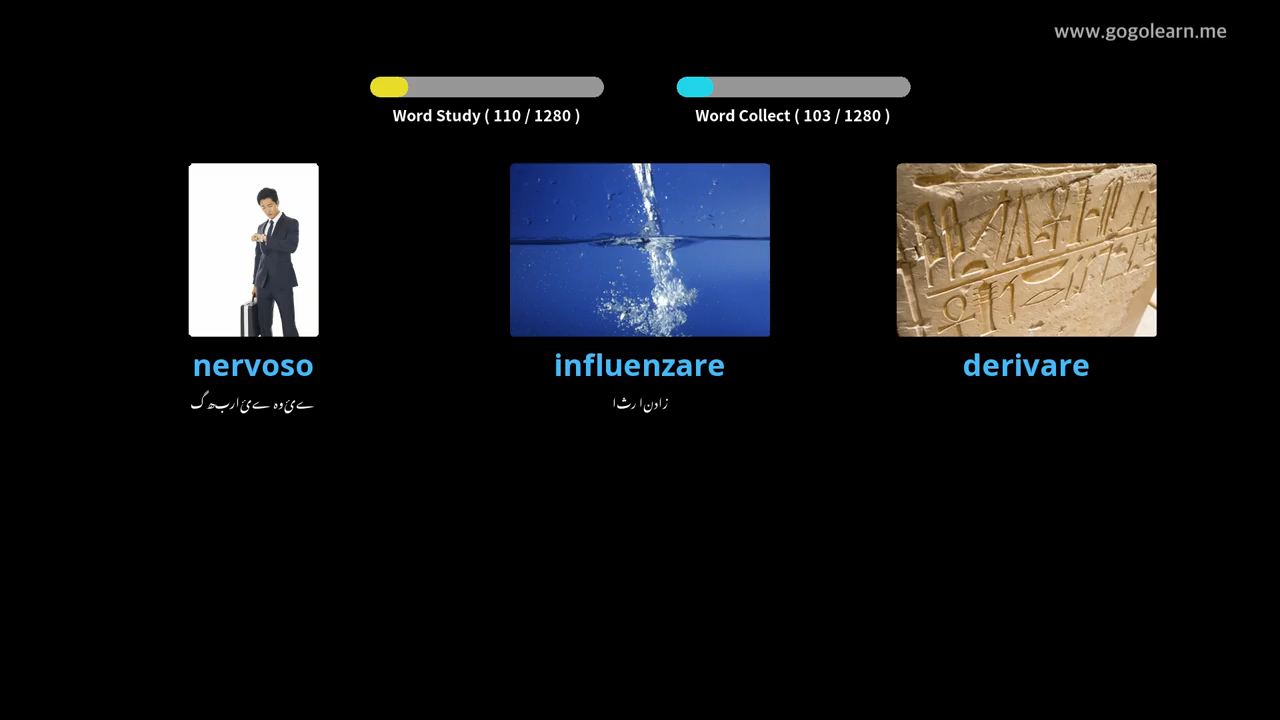 www.gogolearn.me
Word Study ( 110 / 1280 )
Word Collect ( 103 / 1280 )
nervoso
influenzare
derivare
گھبرائے ہوئے
اثر انداز